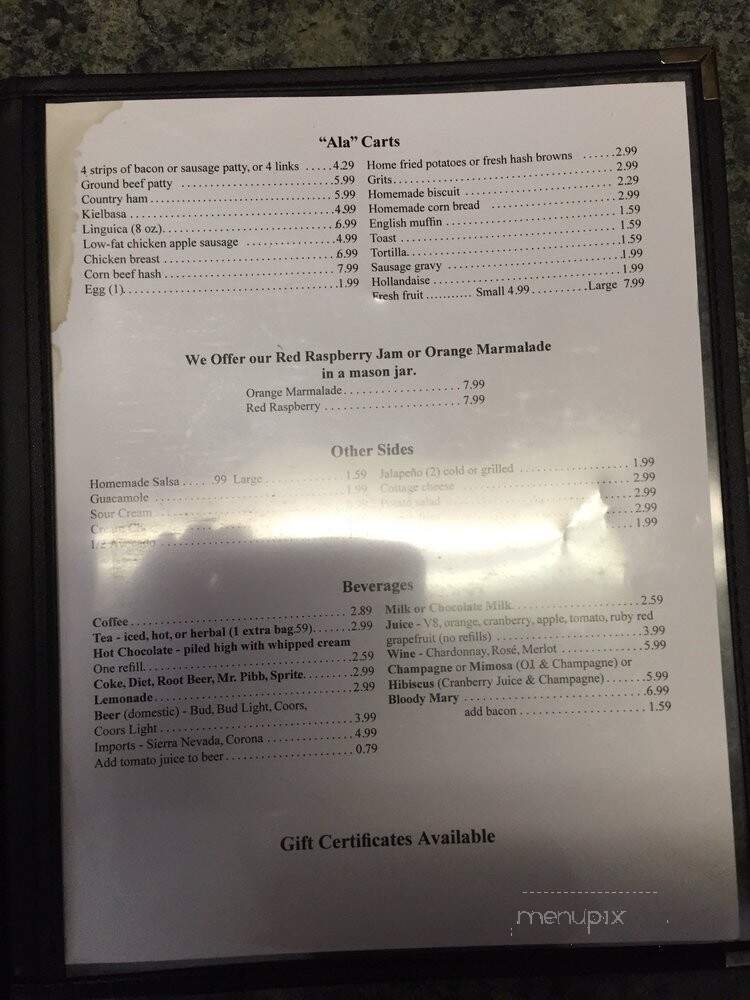 “Ala” Carts
4 strips of bacon or sausage patty, or 4 links .....4.29
Ground beef patty .........................5.99
Country ham..............................5.99
Kielbasa .................................4.99
Linguica (8 oz)............................6.99
Low-fat chicken apple sausage ..............4.99
Chicken breast ............................6.99
Corn beef hash ............................7.99
Egg (1)...................................1.99
Home fried potatoes or fresh hash browns ......2.99
Grits...................................... 2.99
Homemade biscuit .......................... 2.29
Homemade corn bread ...................... 2.99
English muffin ............................. 1.59
Toast ..................................... 1.59
Tortilla....................................1.59
Sausage gravy ..............................1.99
Hollandaise ............................... 1.99
Fresh fruit ........... Small 4.99 ..........Large 7.99
We Offer our Red Raspberry Jam or Orange Marmalade
in a mason jar.
Orange Marmalade.................. 7.99
Red Raspberry ..................... 7.99
Other Sides
Homemade Salsa .....99 Large.............. 1.59
Guacamole ............................... 1.99
Sour Cream
1/2 Avocado
Jalapeño (2) cold or grilled ................. 1.99
Cottage cheese ............................ 2.99
Potato salad .............................. 2.99
2.99
1.99
Beverages
Coffee.................................. 2.89
Tea - iced, hot, or herbal (1 extra bag.59)......2.99
Hot Chocolate - piled high with whipped cream
One refill.................................2.59
Coke, Diet, Root Beer, Mr. Pibb, Sprite.......2.99
Lemonade............................... 2.99
Beer (domestic) - Bud, Bud Light, Coors,
Coors Light ..............................3.99
Imports - Sierra Nevada, Corona ............ 4.99
Add tomato juice to beer................... 0.79
Milk or Chocolate Milk................... 2.59
Juice - V8, orange, cranberry, apple, tomato, ruby red
grapefruit (no refills) ......................3.99
Wine - Chardonnay, Rosé, Merlot .............5.99
Champagne or Mimosa (OJ & Champagne) or
Hibiscus (Cranberry Juice & Champagne) .......5.99
Bloody Mary ..............................6.99
add bacon .................... 1.59
Gift Certificates Available
menupix